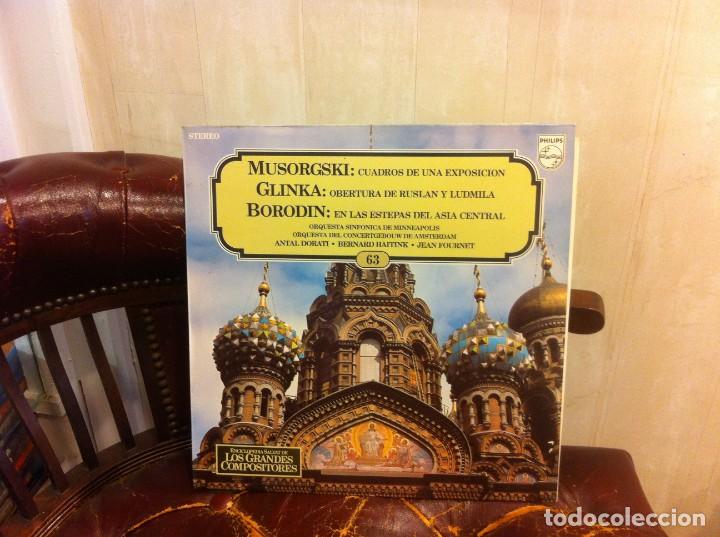 STEREO
PHILIPS
MUSORGSKI: CUADROS DE UNA EXPOSICION
GLINKA: OBERTURA DE RUSLAN Y LUDMILA
BORODIN: EN LAS ESTEPAS DEL ASIA CENTRAL
ORQUESTA SINFONICA DE MINNEAPOLIS
ORQUESTA DEL CONCERTGEBOUW DE AMSTERDAM
ANTAL DORATI • BERNARD HAITINK • JEAN FOURNET
63
ENCICLOPEDIA SALVAT DE
LOS GRANDES
COMPOSITORES
todocoleccion